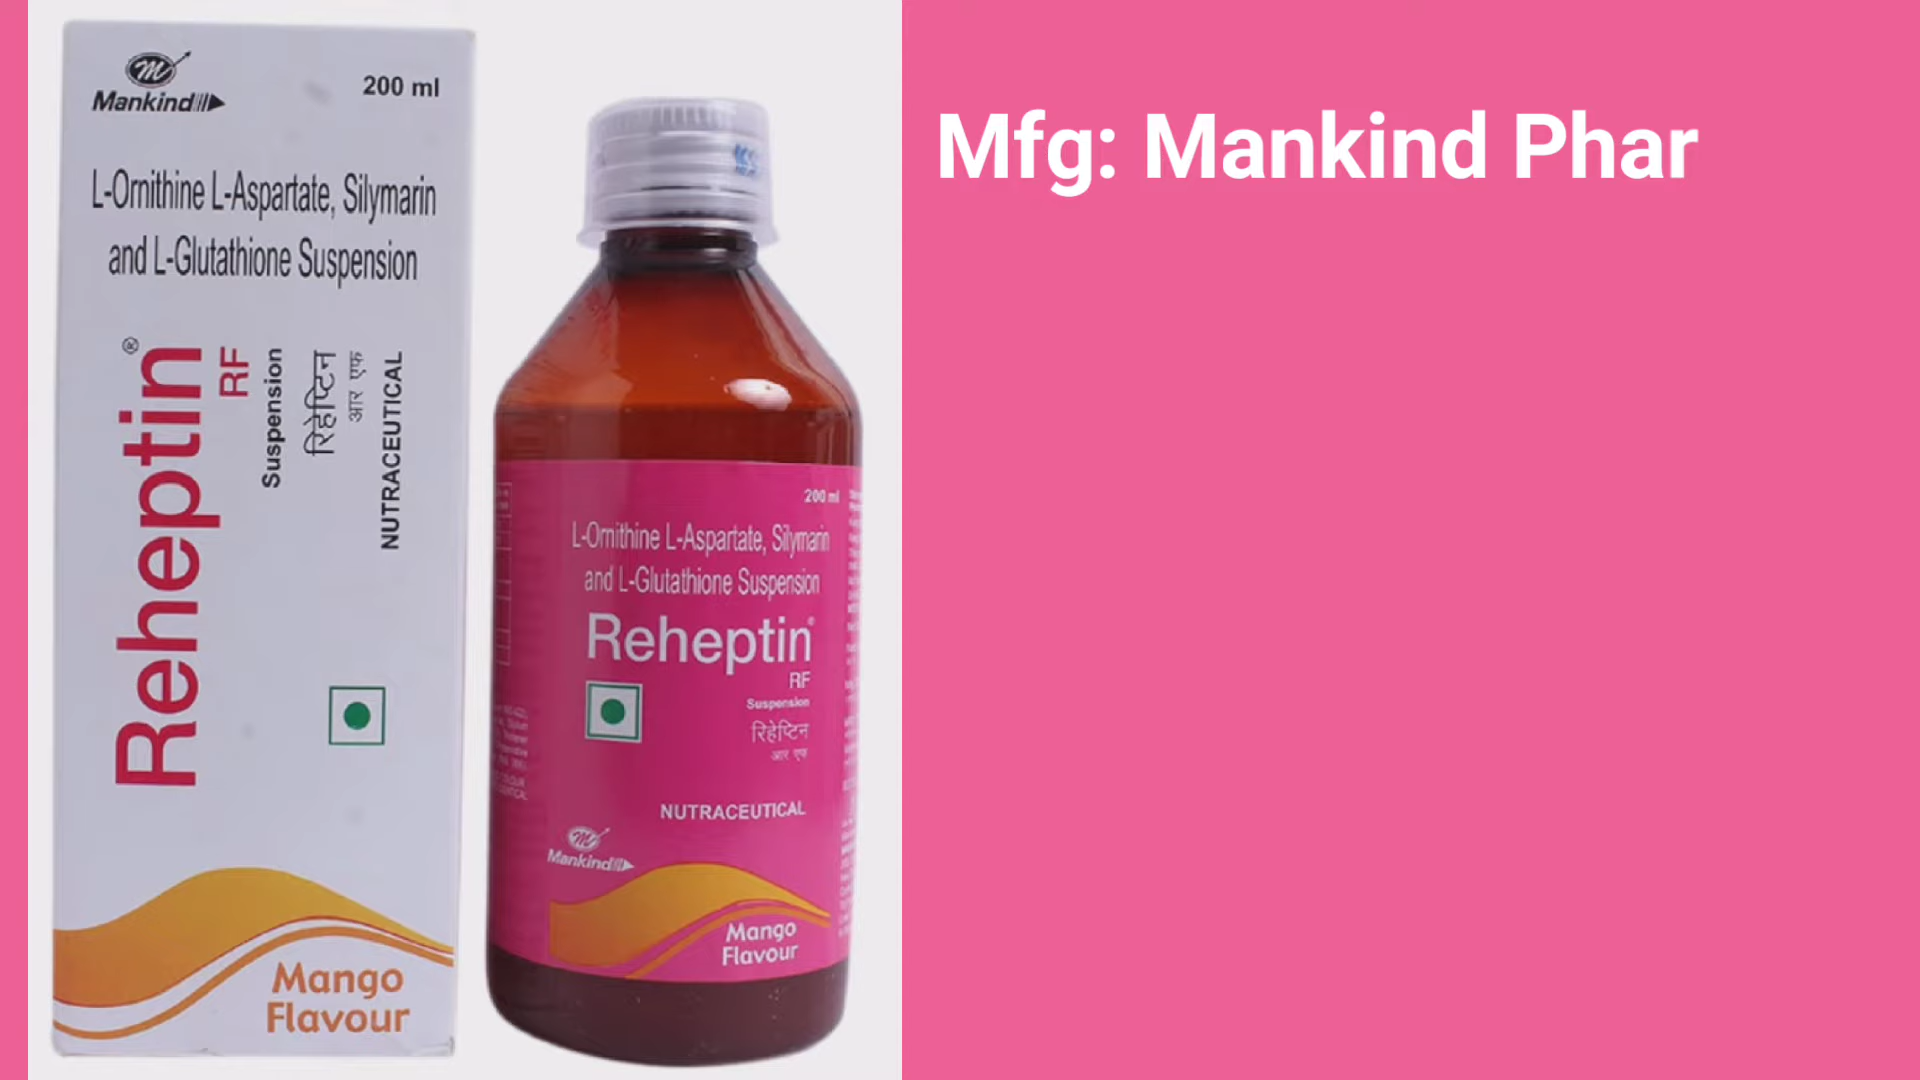 Mankind
200 ml
L-Ornithine L-Aspartate, Silymarin
and L-Glutathione Suspension
Reheptin®
RF
Suspension
रिहेप्टिन
आर एफ
NUTRACEUTICAL
Mango
Flavour
200 ml
L-Ornithine L-Aspartate, Silymarin
and L-Glutathione Suspension
Reheptin®
RF
Suspension
रिहेप्टिन
आर एफ
NUTRACEUTICAL
Mankind
Mango
Flavour
Mfg: Mankind Phar